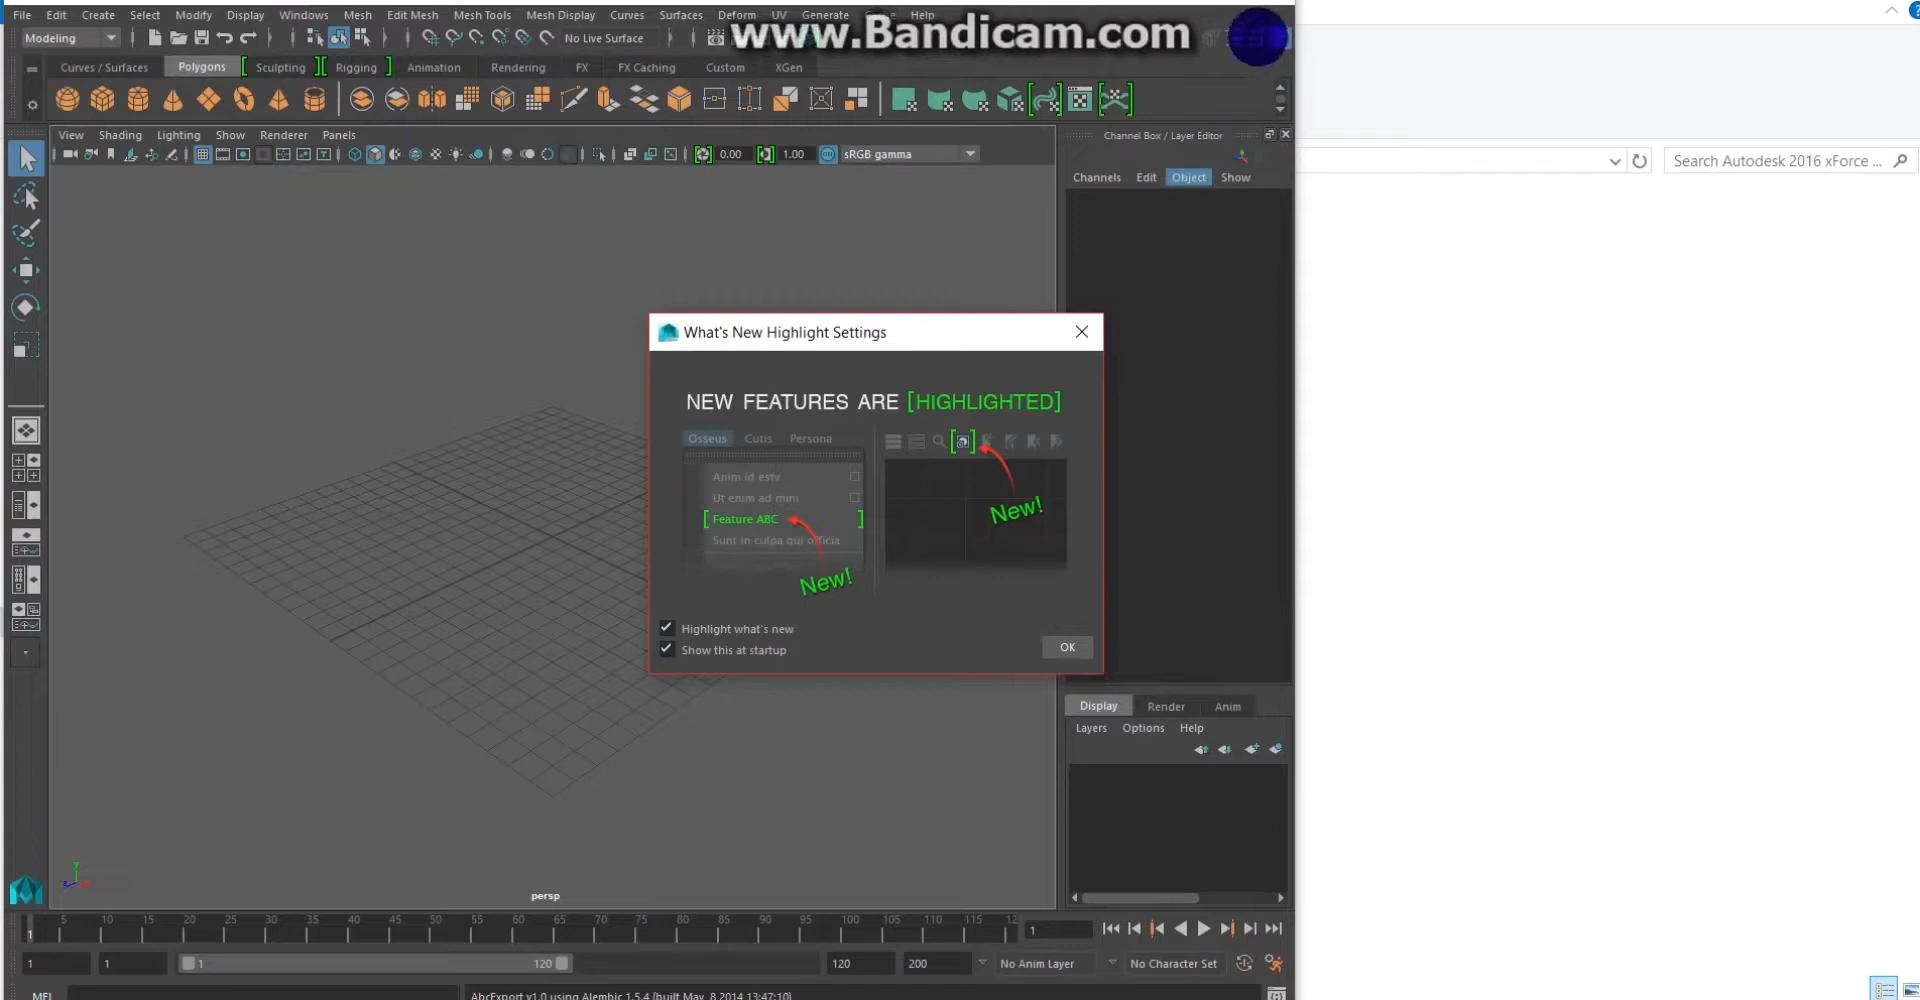 File Edit Create Select Modify Display Windows Mesh Edit Mesh Mesh Tools Mesh Display Curves Surfaces Deform UV Generate Help
www.Bandicam.com
Modeling No Live Surface
Curves / Surfaces Polygons Sculpting Rigging Animation Rendering FX FX Caching Custom XGen
View Shading Lighting Show Renderer Panels
Channel Box / Layer Editor
0.00 1.00 sRGB gamma
Search Autodesk 2016 xForce ...
Channels Edit Object Show
What's New Highlight Settings
NEW FEATURES ARE [HIGHLIGHTED]
Osseus Cutis Persona
Anim id estv
Ut enim ad mini
Feature ABC
Sunt in culpa qui officia
New!
New!
Highlight what's new
Show this at startup
OK
Display Render Anim
Layers Options Help
persp
5 10 15 20 25 30 35 40 45 50 55 60 65 70 75 80 85 90 95 100 105 110 115 12
1
1
1 1 1 120 120 200 No Anim Layer No Character Set
MEL AbcExport v1.0 using Alembic 1.5.4 (built May 8 2014 13:47:10)